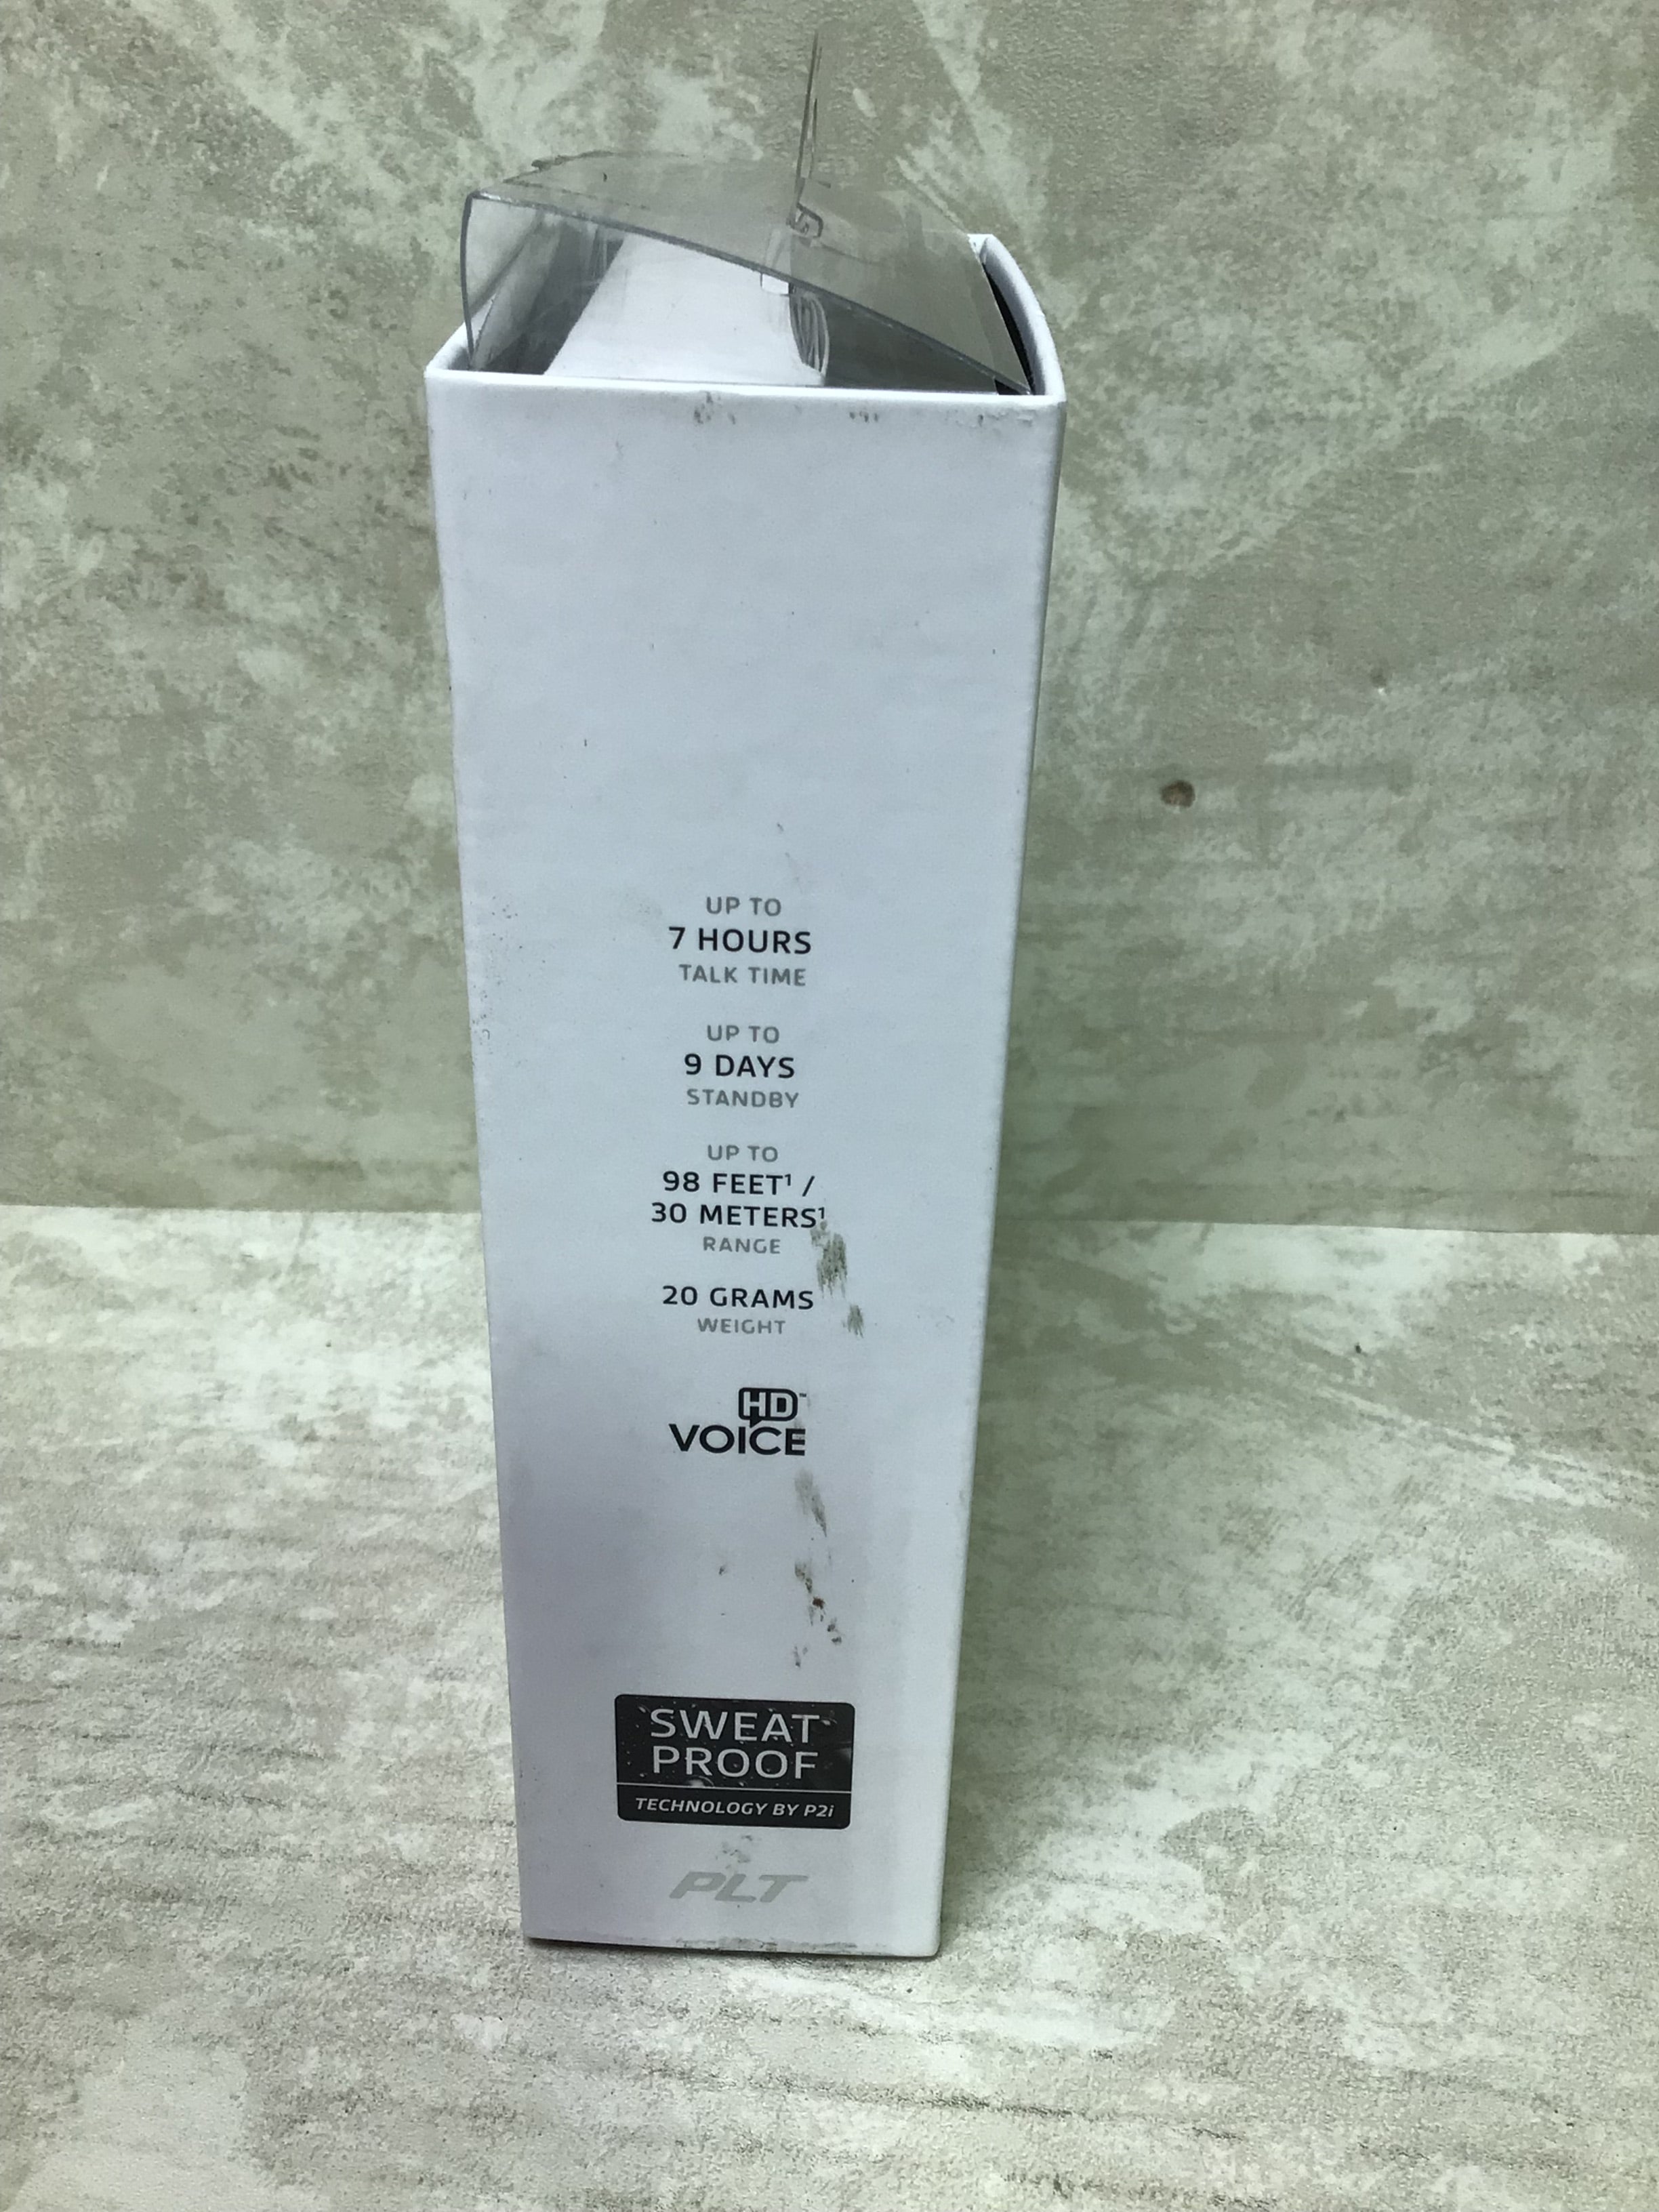 UP TO
7 HOURS
TALK TIME
UP TO
9 DAYS
STANDBY
UP TO
98 FEET¹ /
30 METERS¹
RANGE
20 GRAMS
WEIGHT
HD™
VOICE
SWEAT
PROOF
TECHNOLOGY BY P2i
PLT